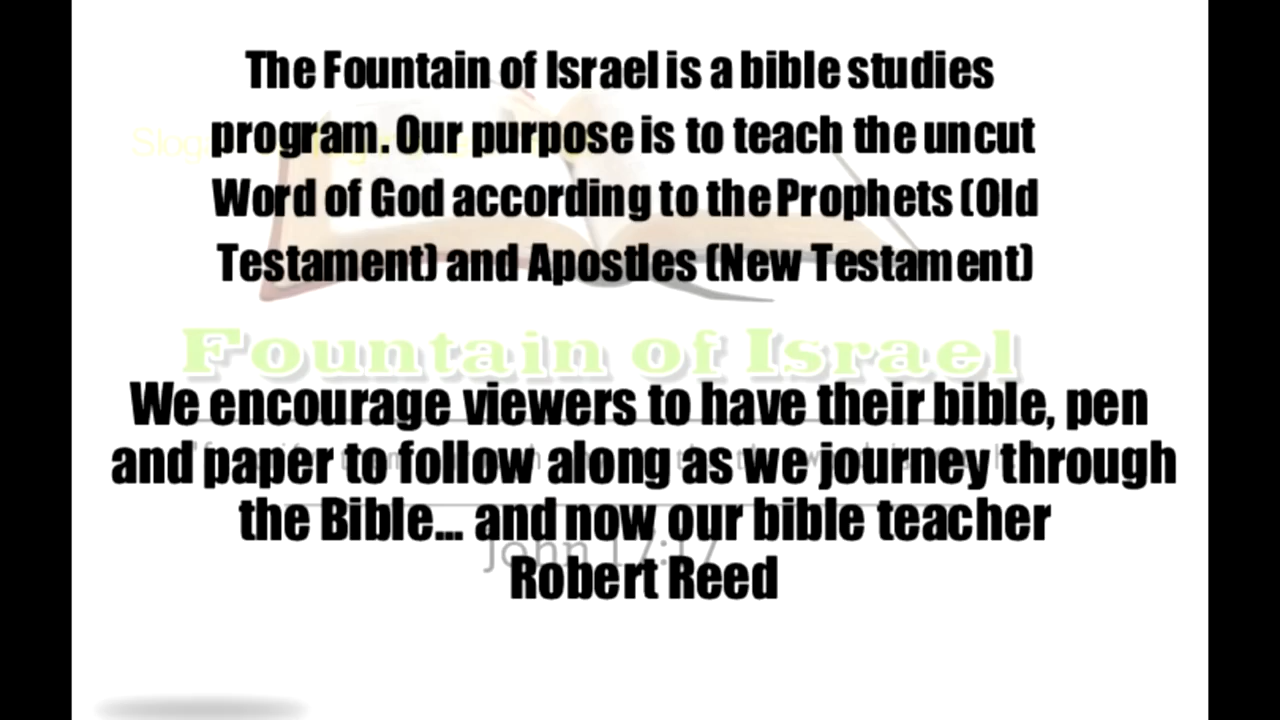 The Fountain of Israel is a bible studies
program. Our purpose is to teach the uncut
Word of God according to the Prophets (Old
Testament) and Apostles (New Testament)
Fountain of Israel
We encourage viewers to have their bible, pen
and paper to follow along as we journey through
the Bible... and now our bible teacher
John 17:17
Robert Reed